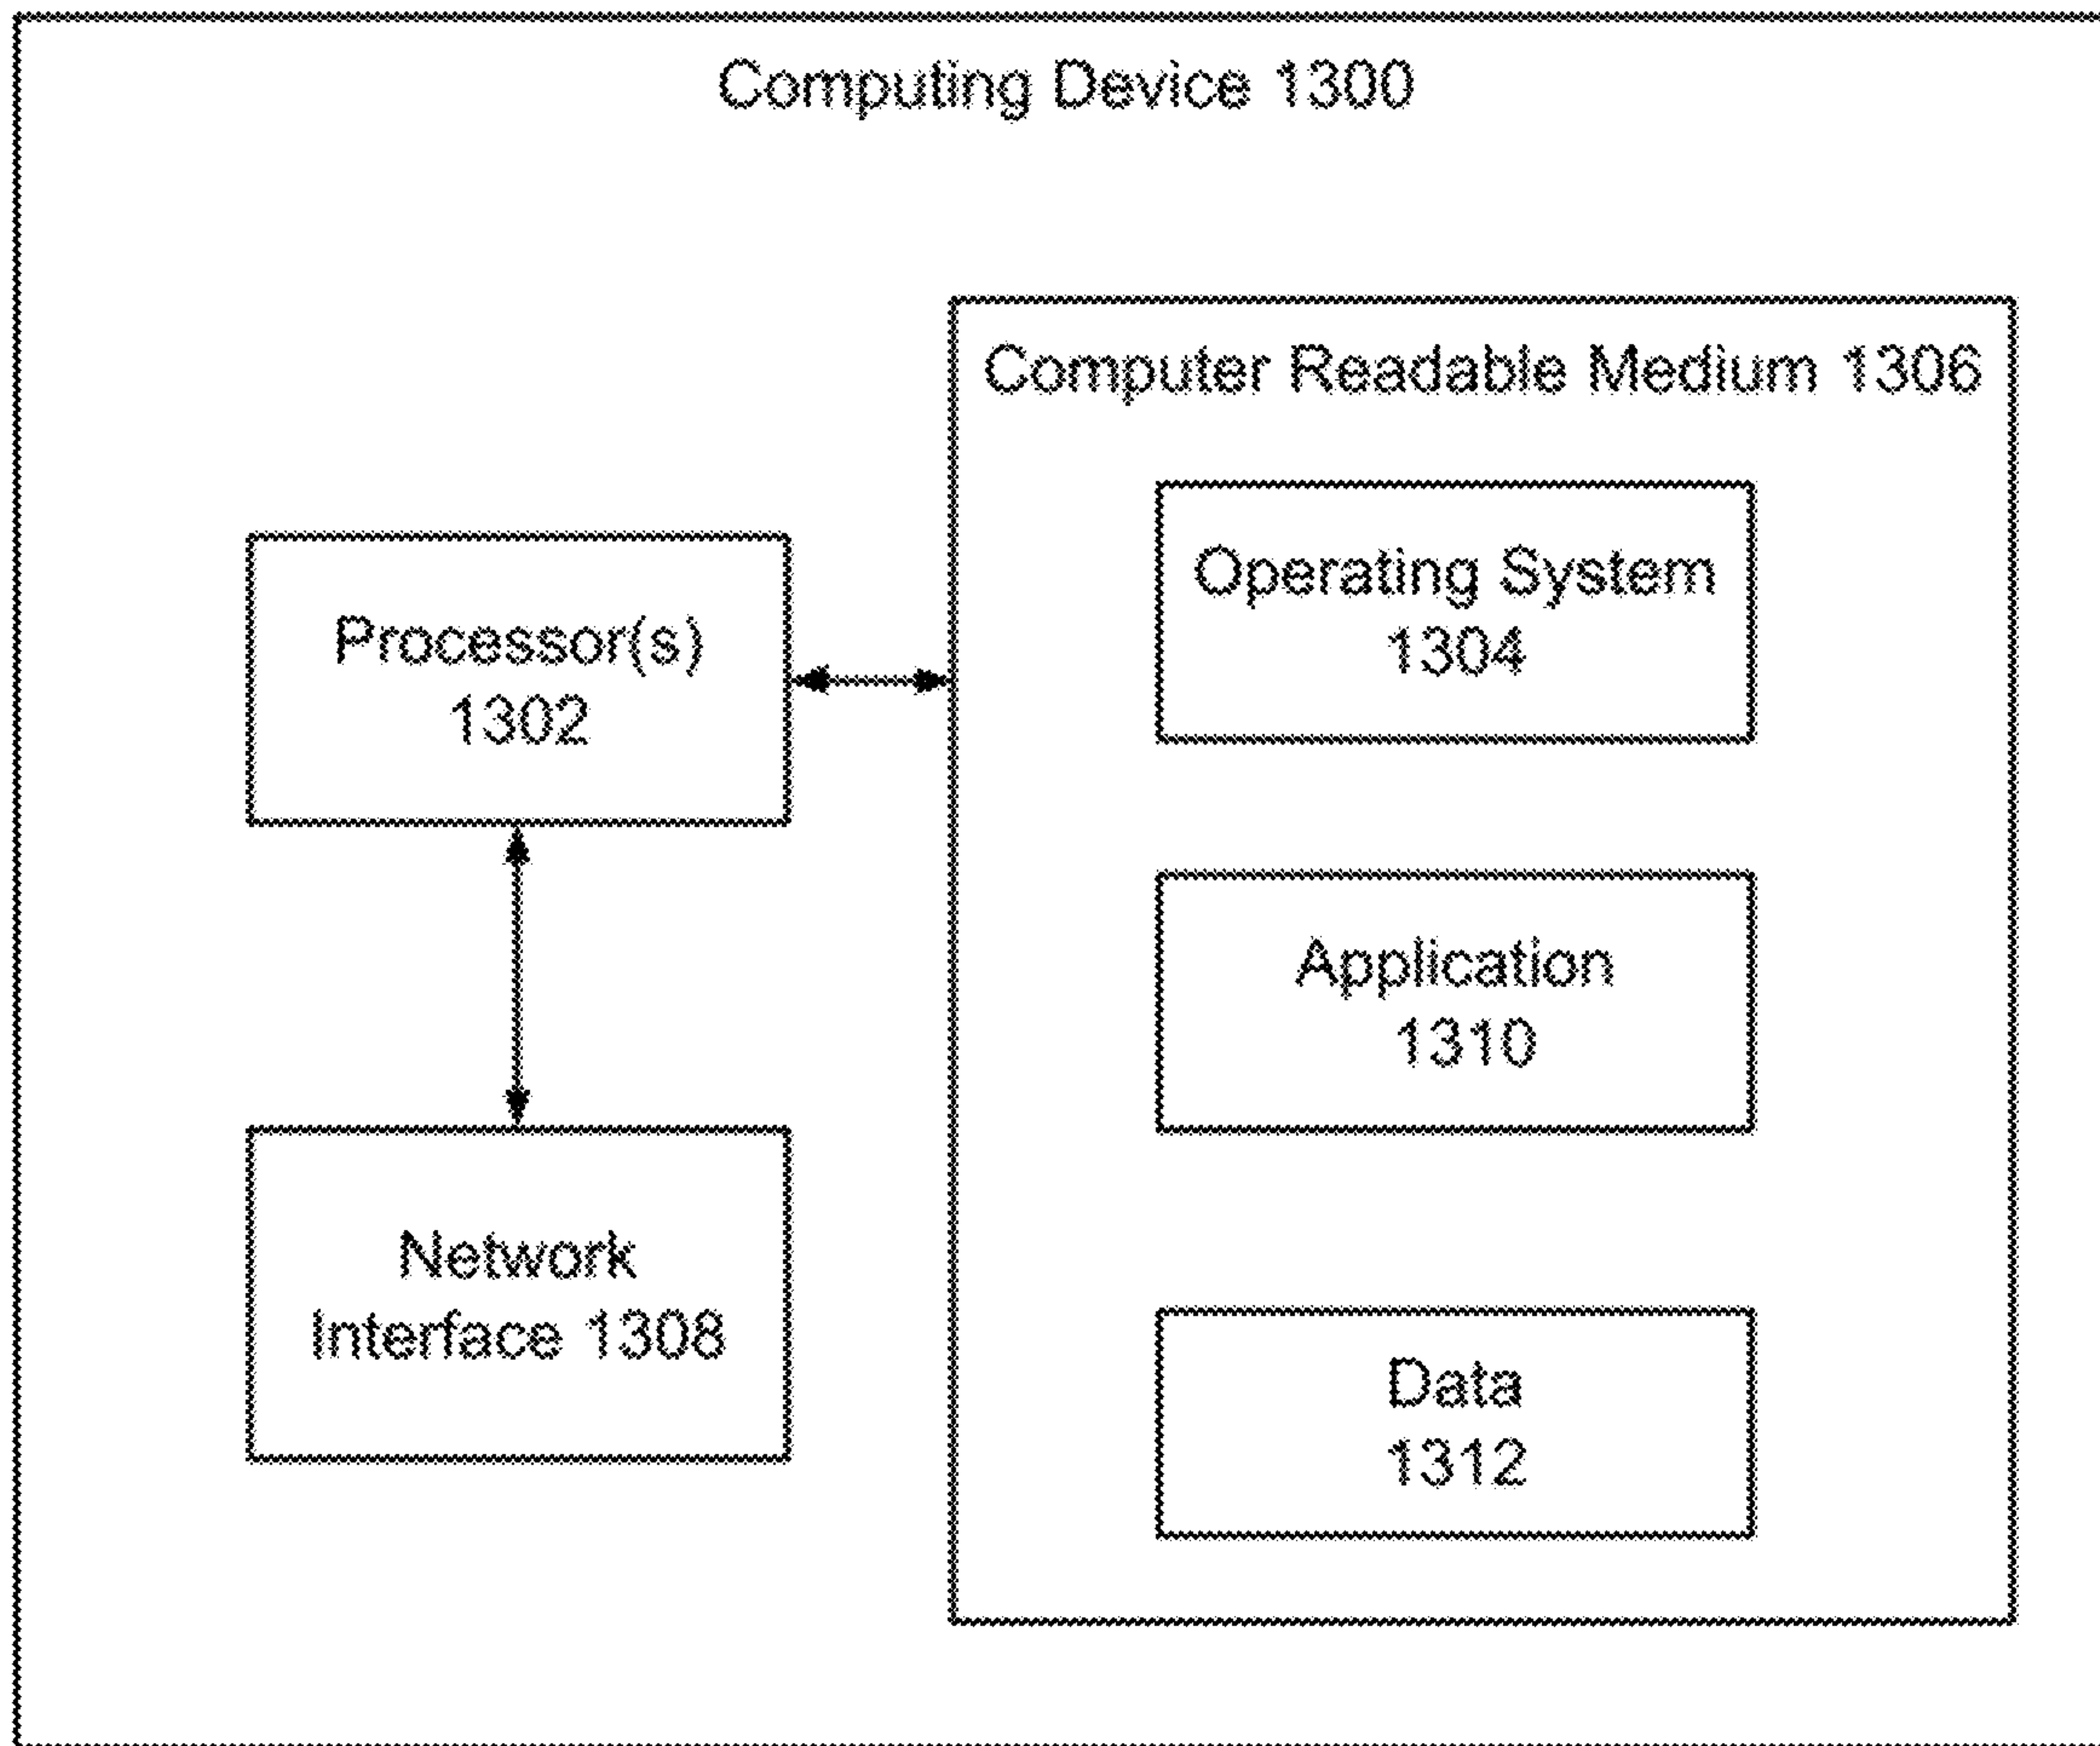 Computing Device 1300
Computer Readable Medium 1306
Operating System
1304
Processor(s)
1302
Application
1310
Network
Interface 1308
Data
1312